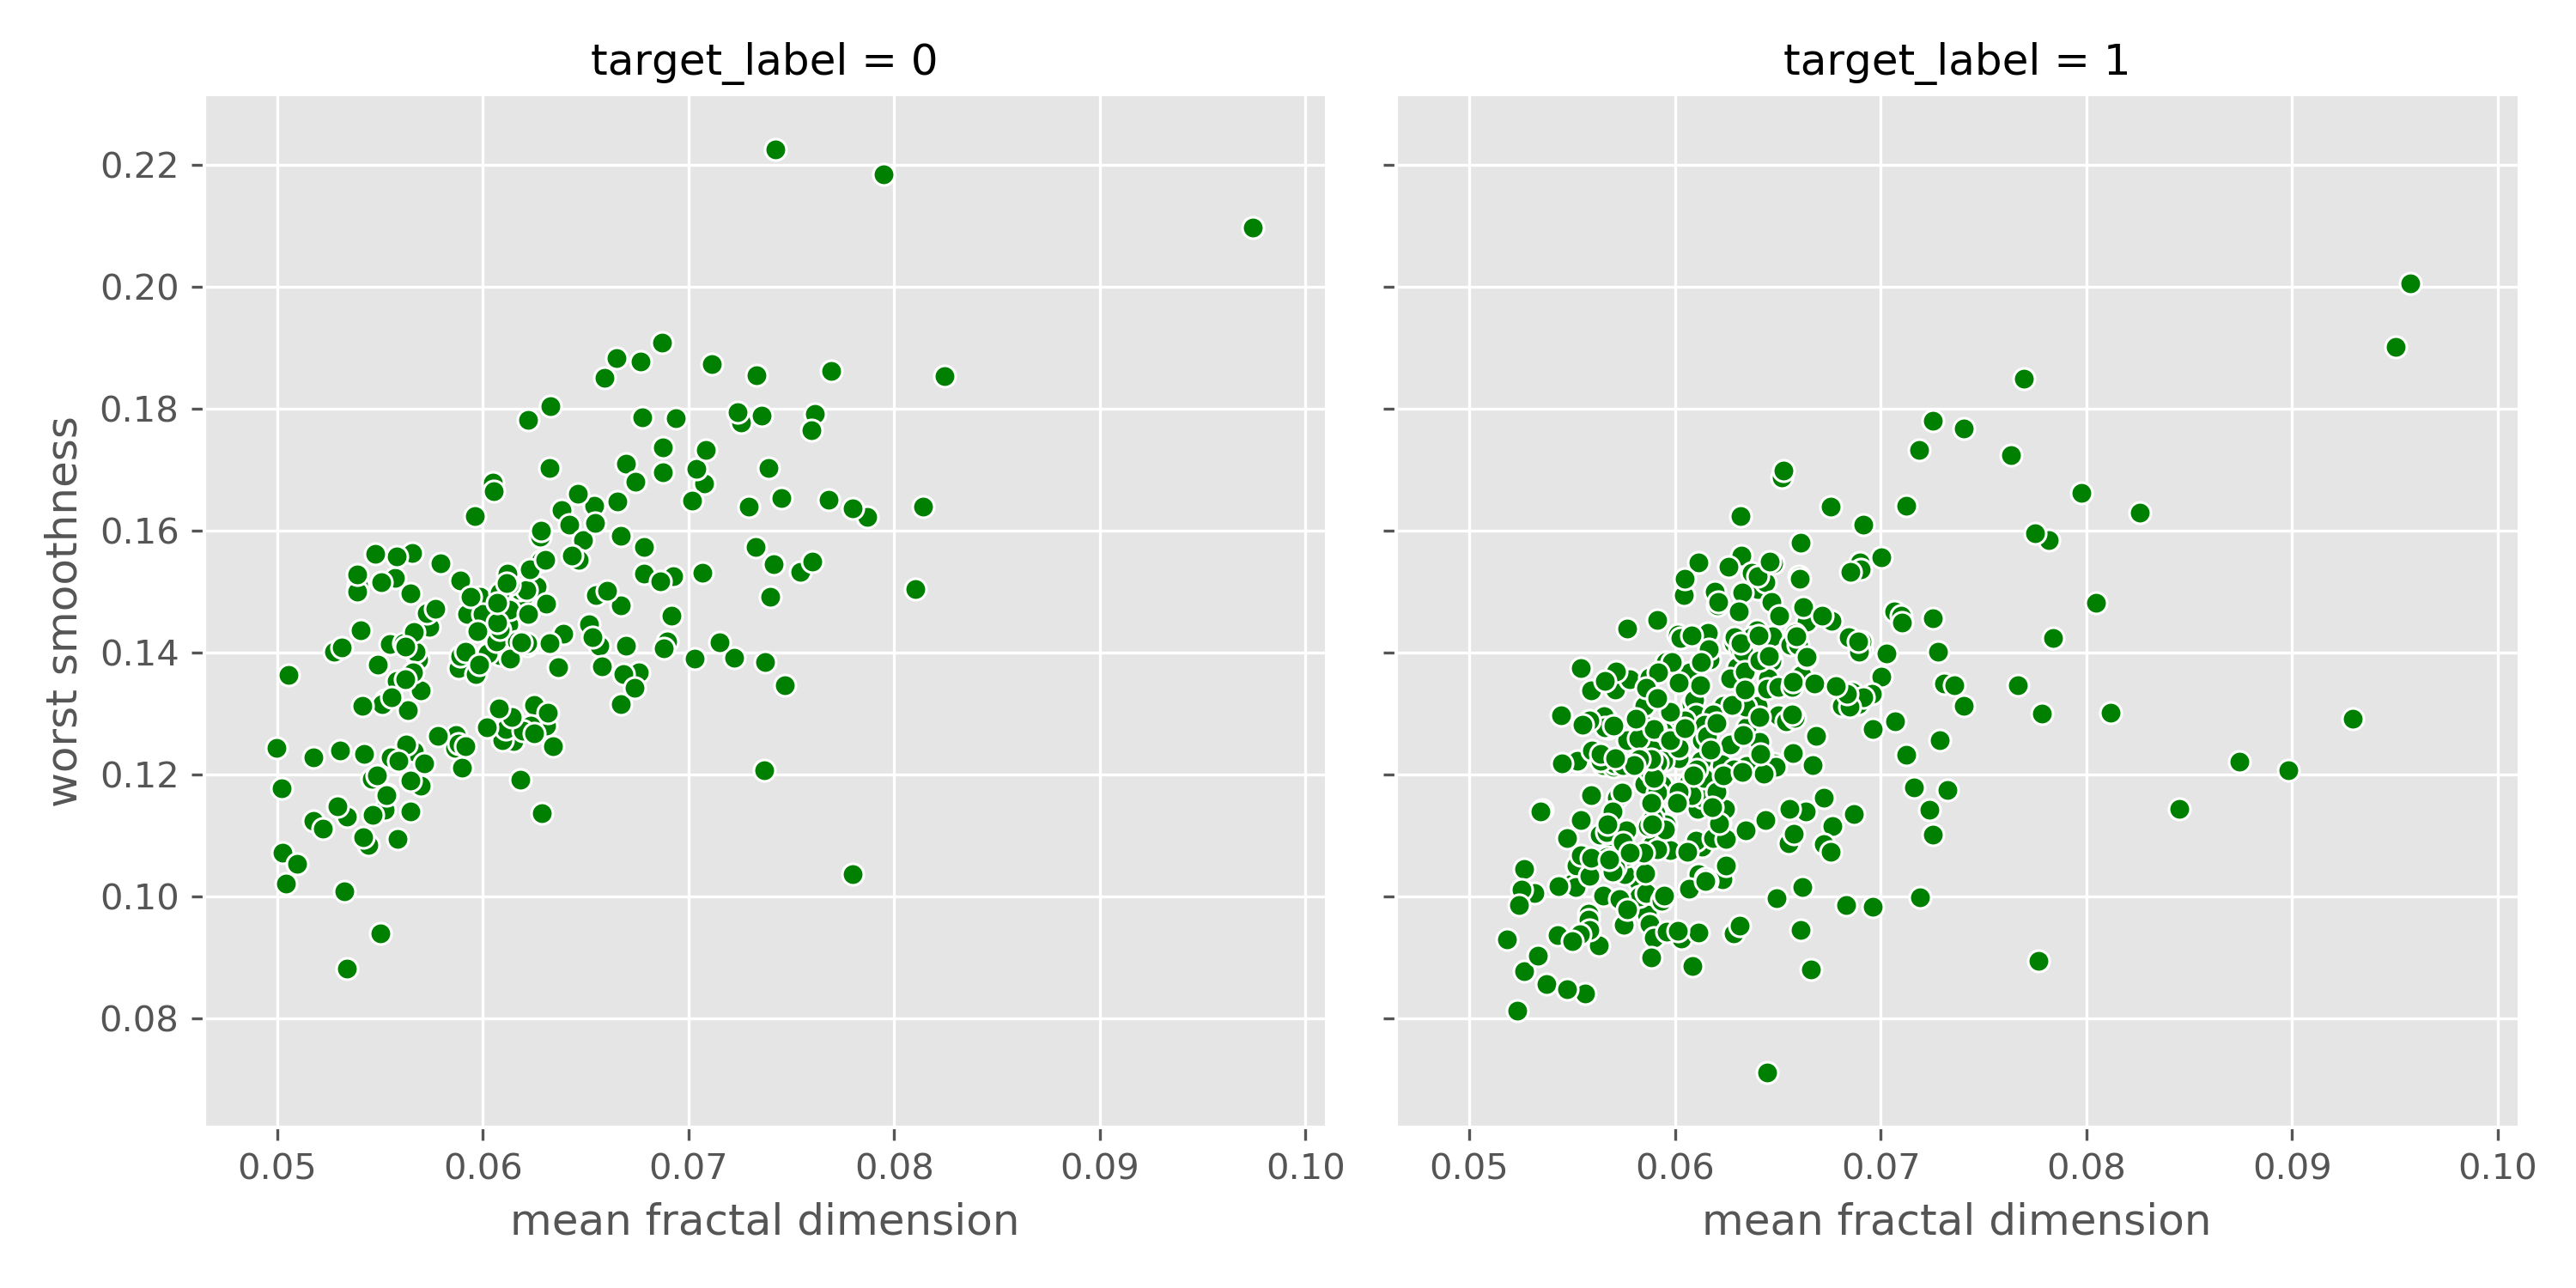 target_label = 0
target_label = 1
worst smoothness
0.22
0.20
0.18
0.16
0.14
0.12
0.10
0.08
0.05 0.06 0.07 0.08 0.09 0.10
0.05 0.06 0.07 0.08 0.09 0.10
mean fractal dimension
mean fractal dimension